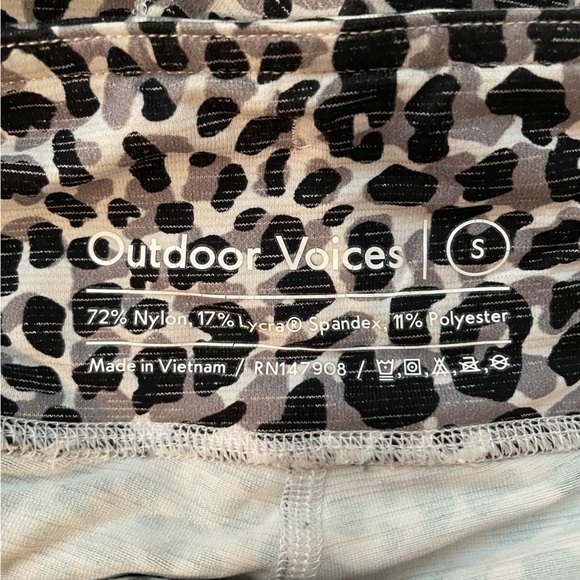 Outdoor Voices | S
72% Nylon, 17% Lycra® Spandex, 11% Polyester
Made in Vietnam / RN147908 /